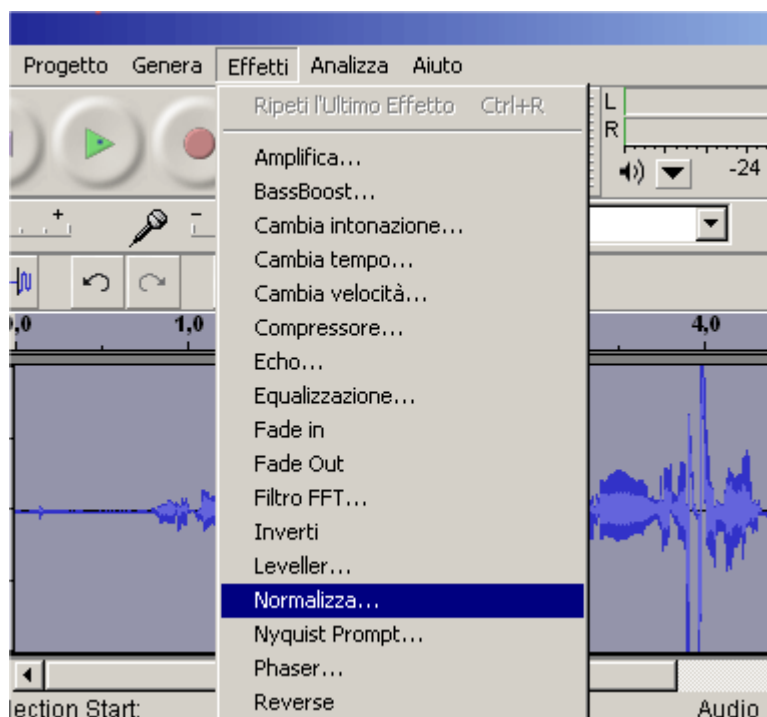 Progetto Genera Effetti Analizza Aiuto
Ripeti l'Ultimo Effetto Ctrl+R
L
R
-24
Amplifica...
BassBoost...
Cambia intonazione...
Cambia tempo...
Cambia velocità...
1,0 4,0
Compressore...
Echo...
Equalizzazione...
Fade in
Fade Out
Filtro FFT...
Inverti
Leveller...
Normalizza...
Nyquist Prompt...
Phaser...
Reverse
Start: Audio